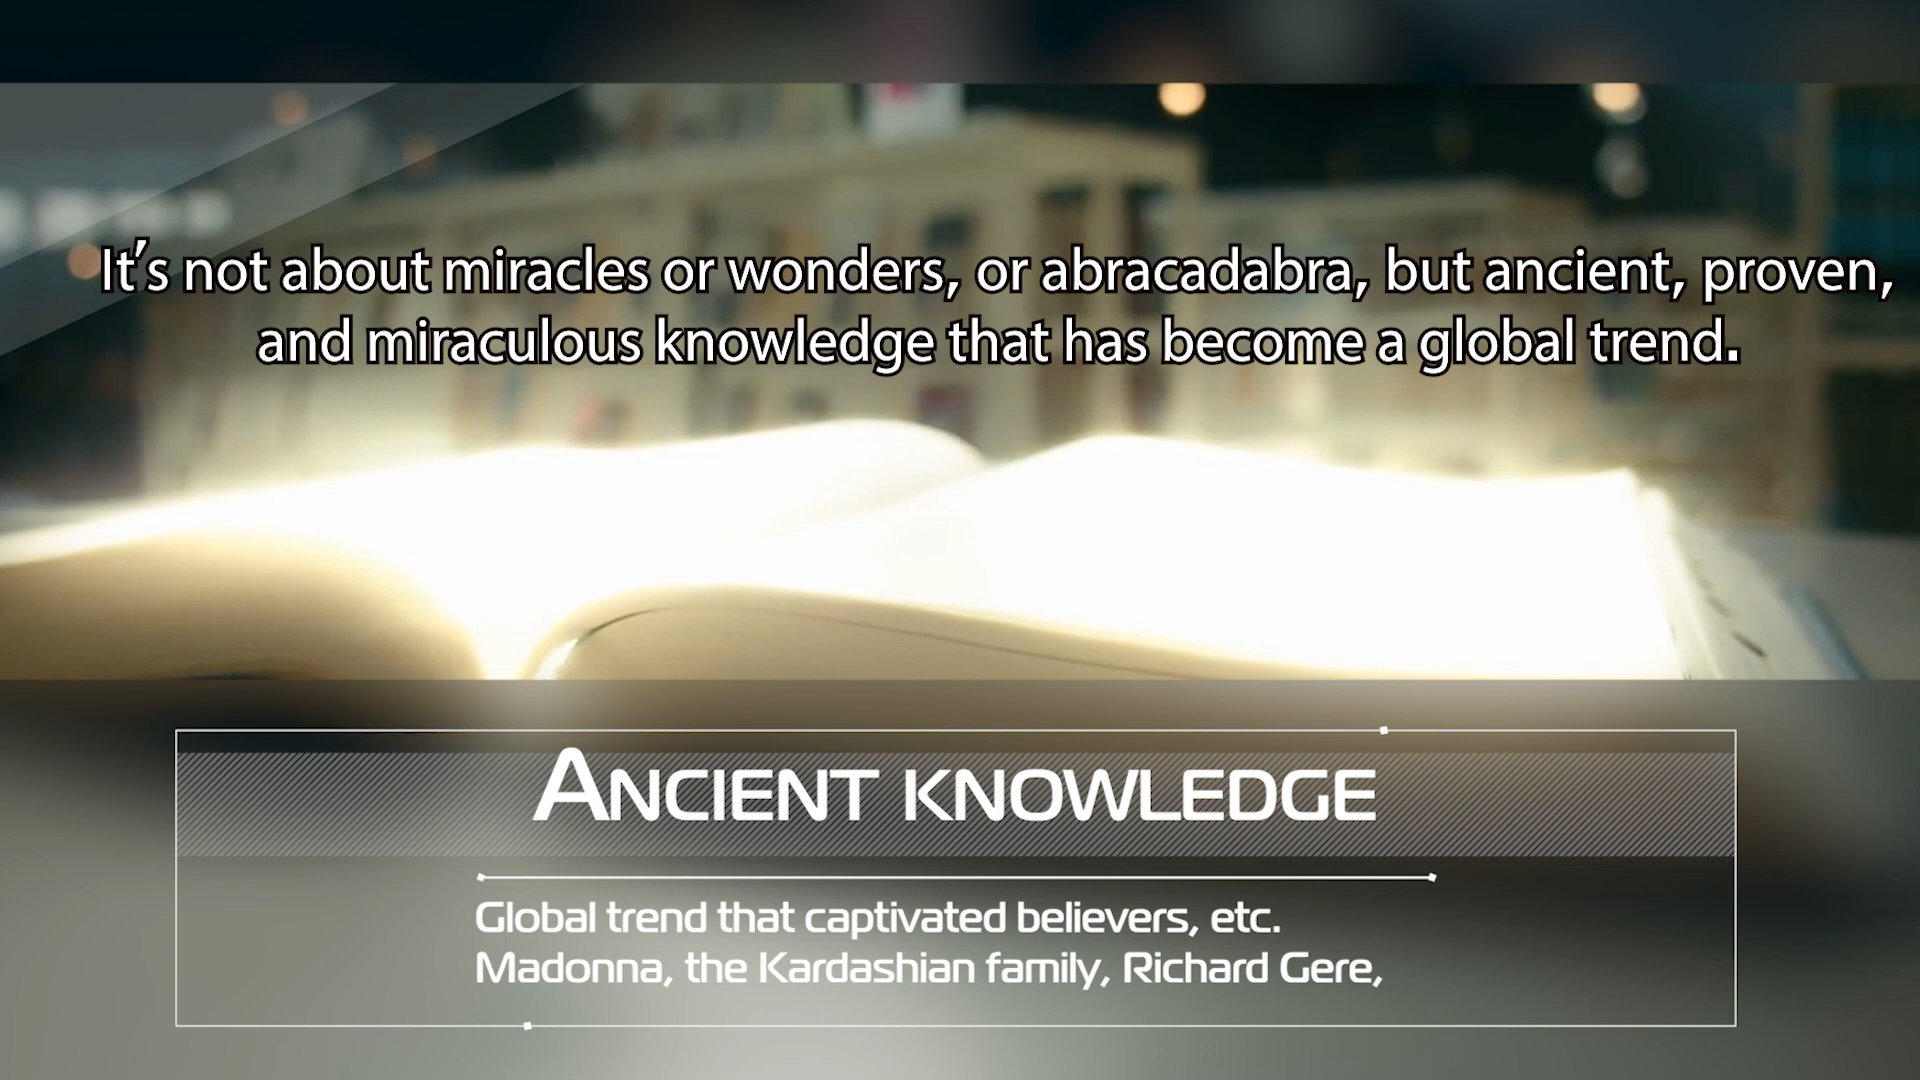 It's not about miracles or wonders, or abracadabra, but ancient, proven,
and miraculous knowledge that has become a global trend.
Ancient knowledge
Global trend that captivated believers, etc.
Madonna, the Kardashian family, Richard Gere,